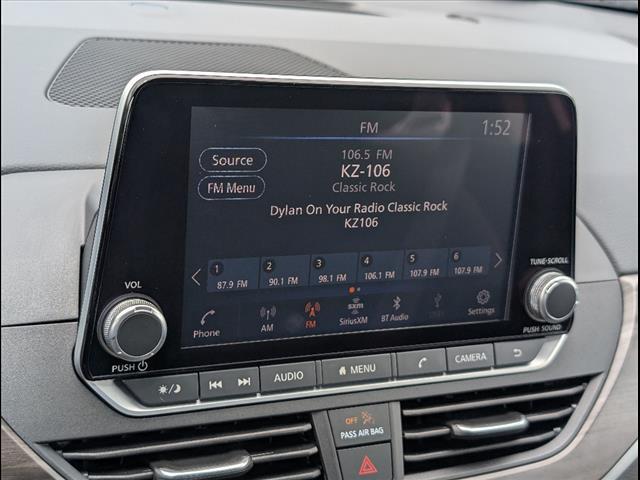 FM
1:52
Source
106.5 FM
KZ-106
Classic Rock
FM Menu
Dylan On Your Radio Classic Rock
KZ106
1 2 3 4 5 6
87.9 FM 90.1 FM 98.1 FM 106.1 FM 107.9 FM 107.9 FM
Phone AM FM sxm SiriusXM BT Audio USB Settings
VOL
PUSH
TUNE·SCROLL
PUSH SOUND
AUDIO MENU CAMERA
OFF
PASS AIR BAG